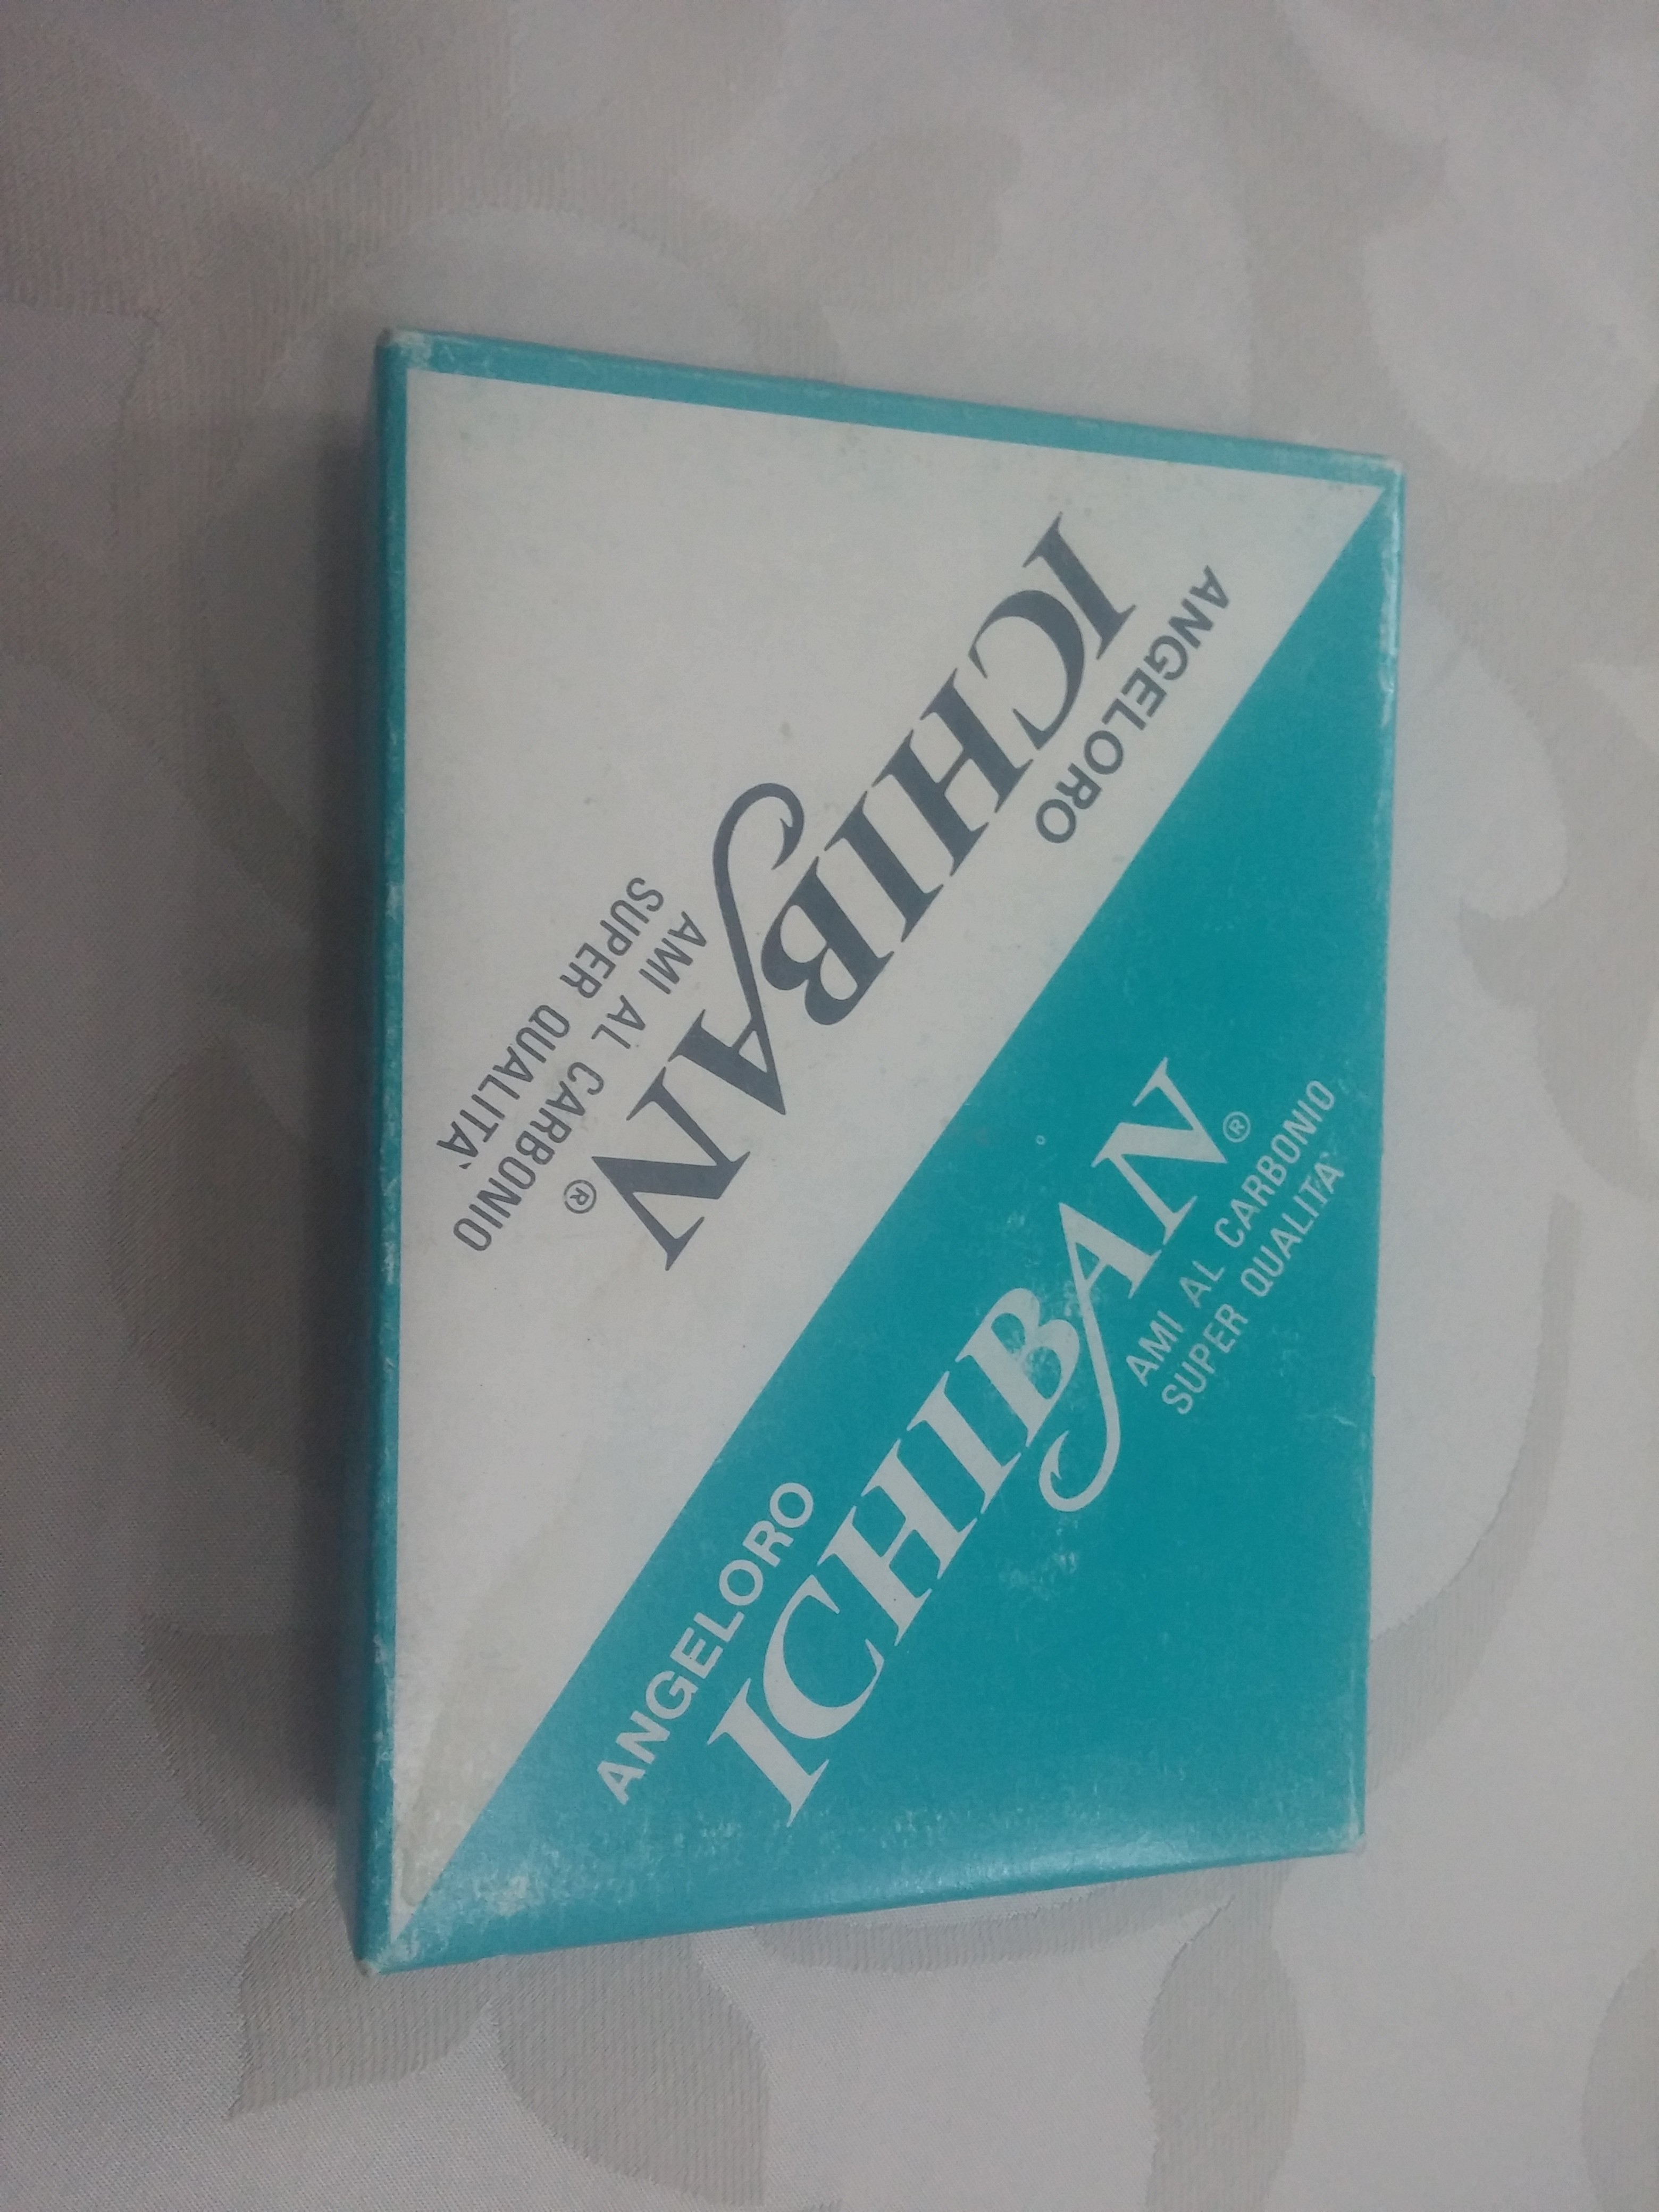 ANGELORO
ICHIBAN®
AMI AL CARBONIO
SUPER QUALITA'
ANGELORO
ICHIBAN®
AMI AL CARBONIO
SUPER QUALITA'